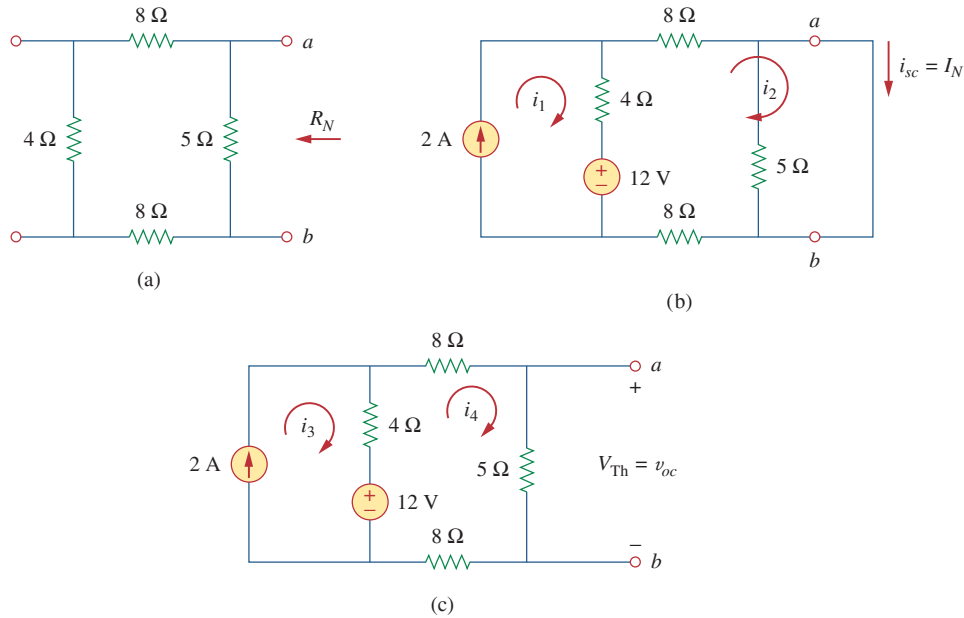 8 Ω
a
4 Ω
5 Ω
R_N
8 Ω
b
(a)
8 Ω
a
i_sc = I_N
i_1
4 Ω
i_2
2 A
5 Ω
+
−
12 V
8 Ω
b
(b)
8 Ω
a
+
i_3
4 Ω
i_4
2 A
5 Ω
V_Th = v_oc
+
−
12 V
8 Ω
−
b
(c)